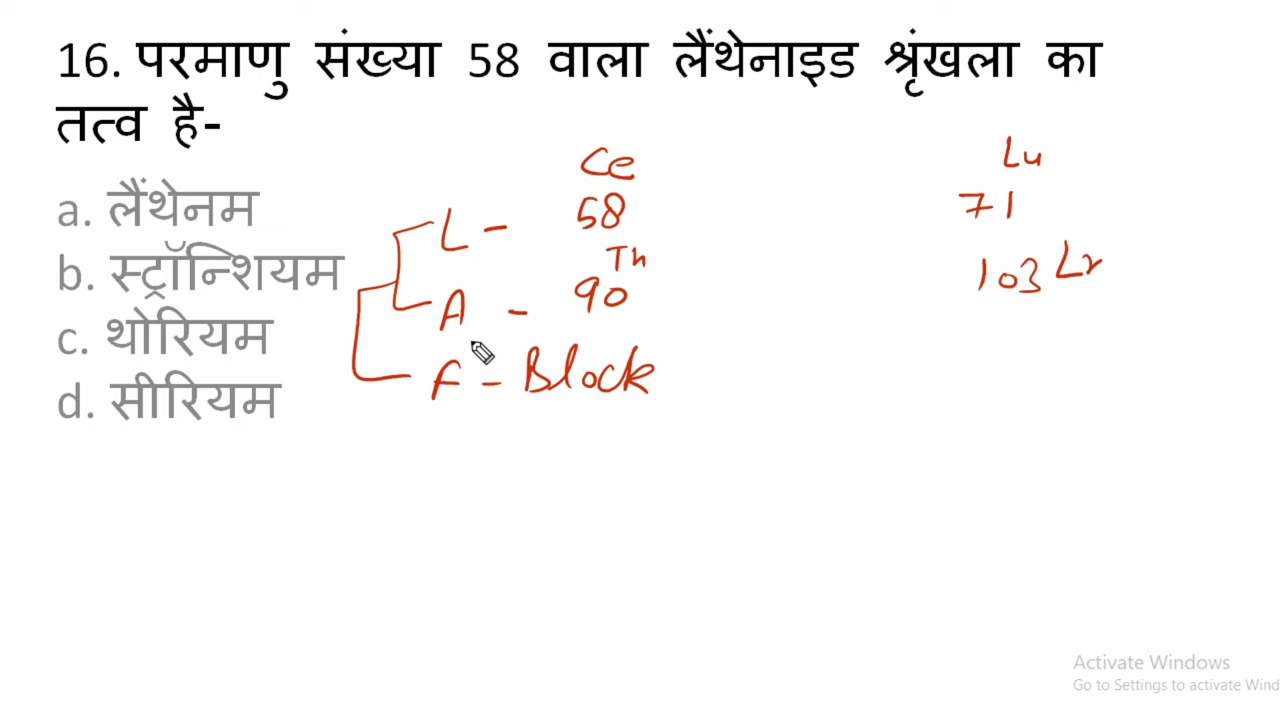 16. परमाणु संख्या 58 वाला लैंथेनाइड श्रृंखला का
तत्व है-
a. लैंथेनम
b. स्ट्रॉन्शियम
c. थोरियम
d. सीरियम
Ce Lu
L - 58 71
Th
A - 90 103 Lr
F - Block
Activate Windows
Go to Settings to activate Wind